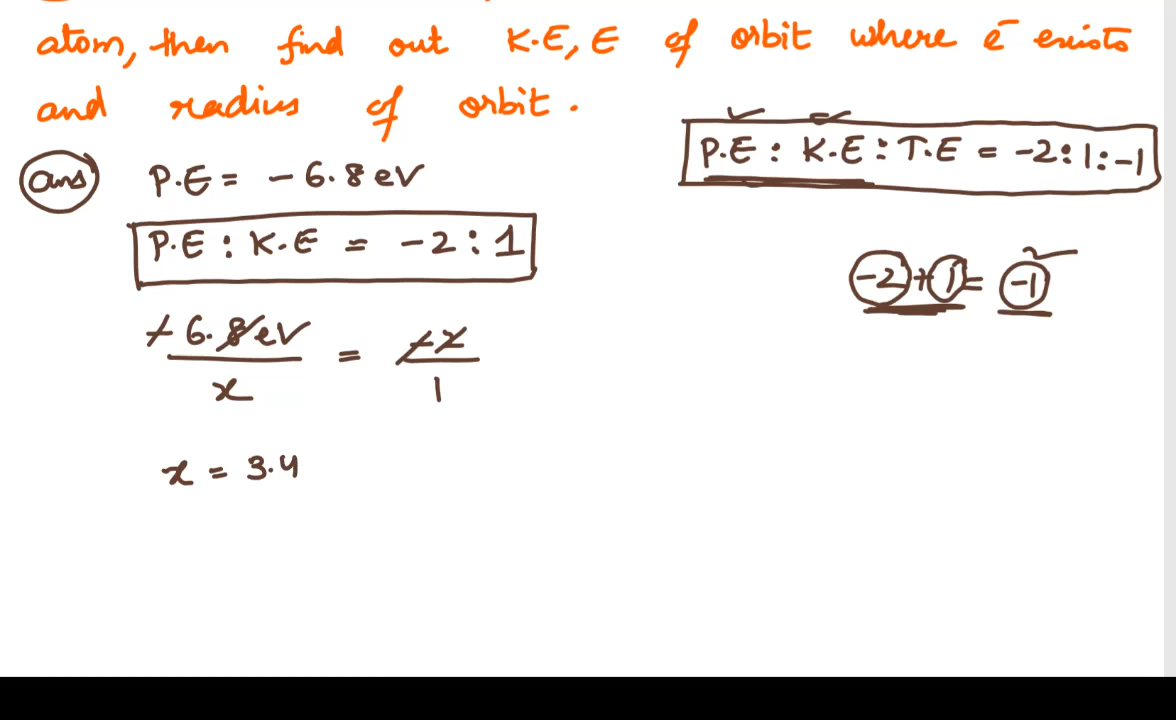 atom, then find out K.E, E of orbit where ē exists
and radius of orbit.
P.E : K.E : T.E = -2 : 1 : -1
ans P.E = -6.8 eV
P.E : K.E = -2 : 1
-2 + 1 = -1
-6.8 eV / x = -2 / 1
x = 3.4